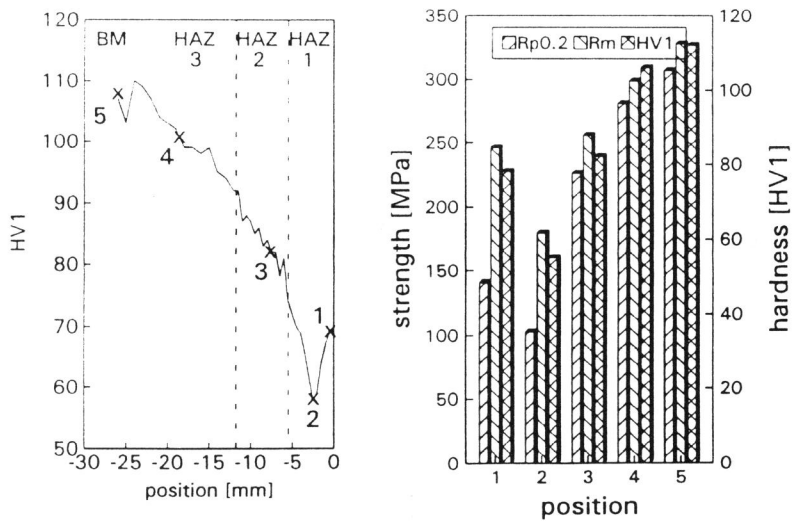 120
110
100
90
80
70
60
50
HV1
BM HAZ HAZ HAZ
3 2 1
5
4
3
1
2
-30 -25 -20 -15 -10 -5 0
position [mm]
350
300
250
200
150
100
50
0
strength [MPa]
Rp0.2 Rm HV1
120
100
80
60
40
20
0
hardness [HV1]
1 2 3 4 5
position